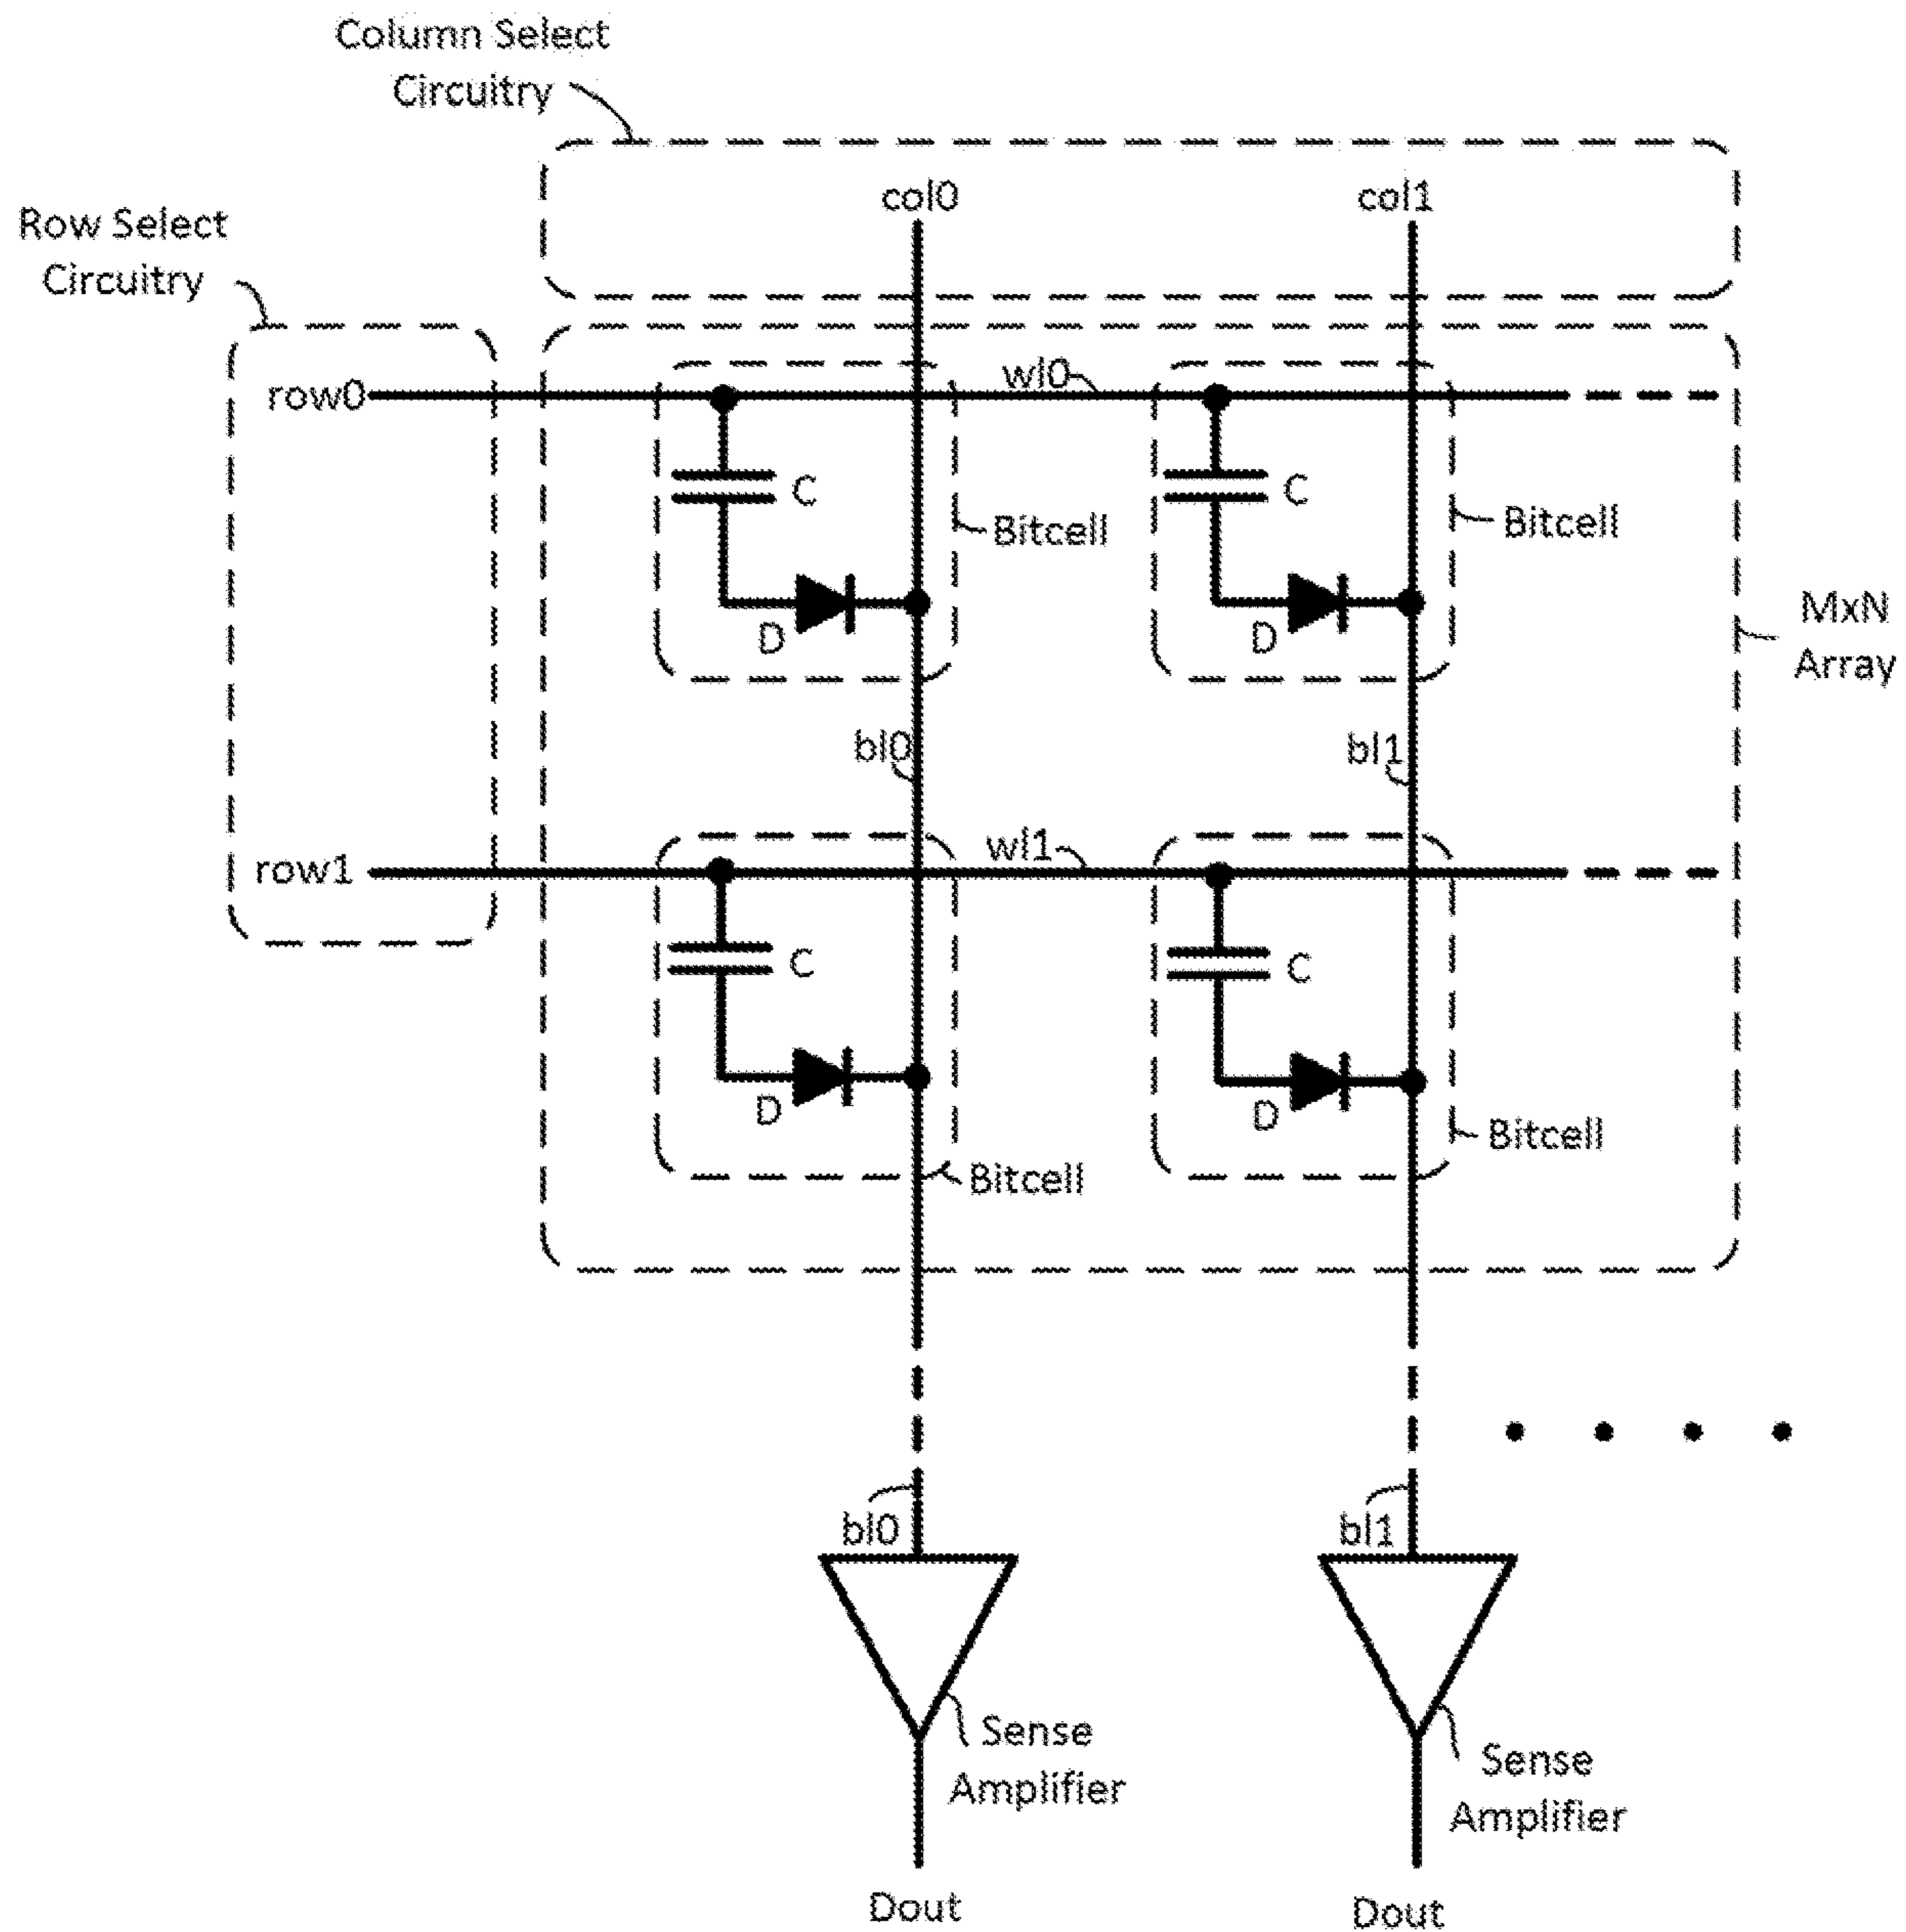 Column Select
Circuitry
col0
col1
Row Select
Circuitry
row0
wl0
C
C
Bitcell
Bitcell
D
D
MxN
Array
bl0
bl1
row1
wl1
C
C
D
D
Bitcell
Bitcell
bl0
bl1
Sense
Amplifier
Sense
Amplifier
Dout
Dout